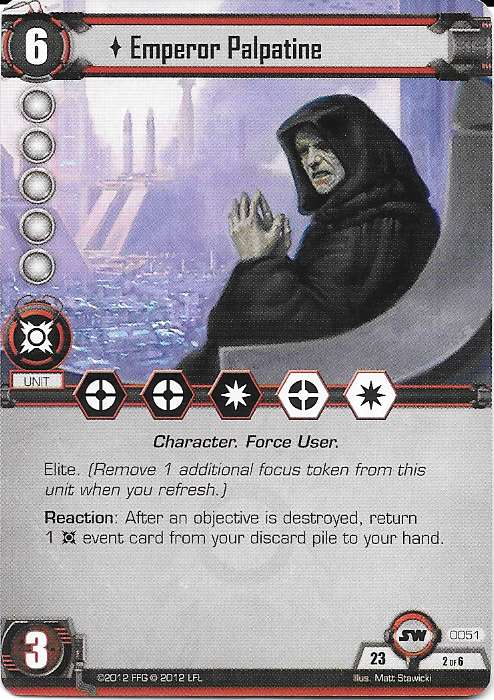 6
Emperor Palpatine
UNIT
Character. Force User.
Elite. (Remove 1 additional focus token from this
unit when you refresh.)
Reaction: After an objective is destroyed, return
1 event card from your discard pile to your hand.
3
SW
0051
23
2 OF 6
©2012 FFG © 2012 LFL
Illus. Matt Stawicki